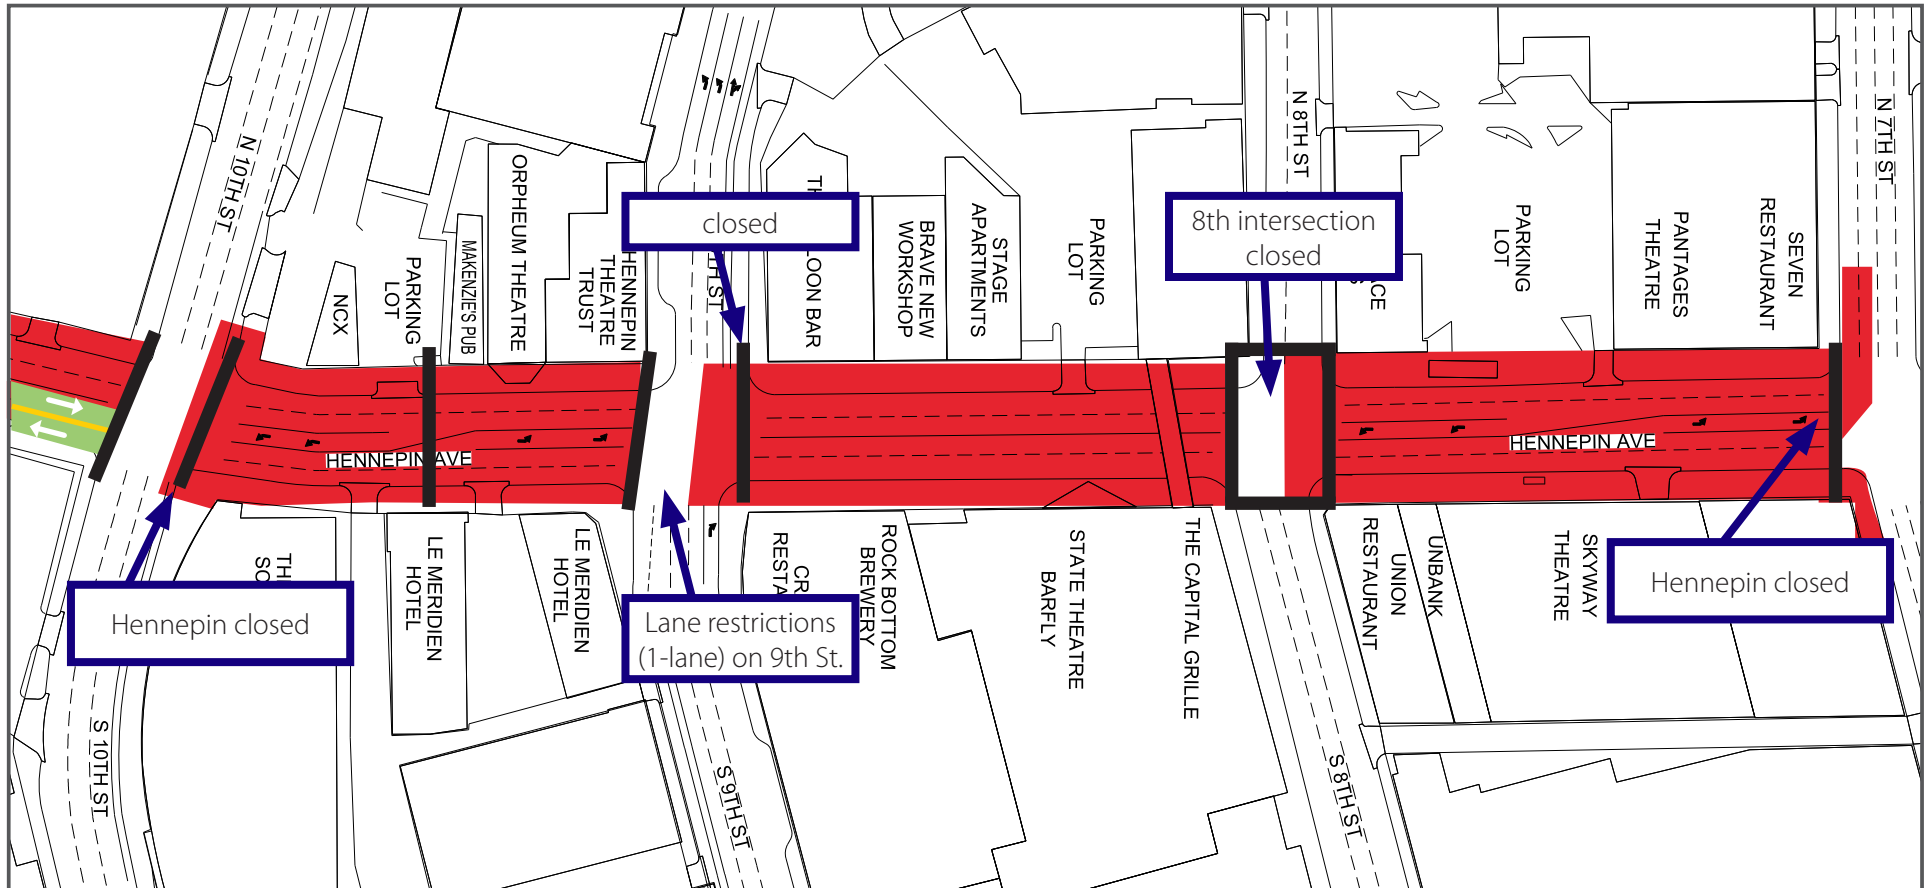 N 10TH ST
NCX
PARKING
LOT
MAKENZIE'S PUB
ORPHEUM THEATRE
HENNEPIN
THEATRE
TRUST
closed
LOON BAR
BRAVE NEW
WORKSHOP
STAGE
APARTMENTS
PARKING
LOT
N 8TH ST
8th intersection
closed
PARKING
LOT
PANTAGES
THEATRE
SEVEN
RESTAURANT
N 7TH ST
HENNEPIN AVE
HENNEPIN AVE
Hennepin closed
S 10TH ST
LE MERIDIEN
HOTEL
LE MERIDIEN
HOTEL
Lane restrictions
(1-lane) on 9th St.
S 9TH ST
ROCK BOTTOM
BREWERY
STATE THEATRE
BARFLY
THE CAPITAL GRILLE
S 8TH ST
UNION
RESTAURANT
UNBANK
SKYWAY
THEATRE
Hennepin closed